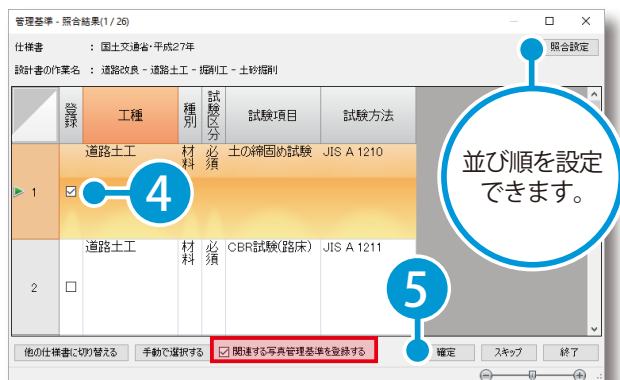 管理基準 - 照合結果(1 / 26)
仕様書 : 国土交通省・平成27年
照合設定
設計書の作業名 : 道路改良 - 道路土工 - 掘削工 - 土砂掘削
登録 工種 種別 試験区分 試験項目 試験方法
1 道路土工 材料 必須 土の締固め試験 JIS A 1210
4
並び順を設定
できます。
2 道路土工 材料 必須 CBR試験(路床) JIS A 1211
5
他の仕様書に切り替える 手動で選択する 関連する写真管理基準を登録する 確定 スキップ 終了